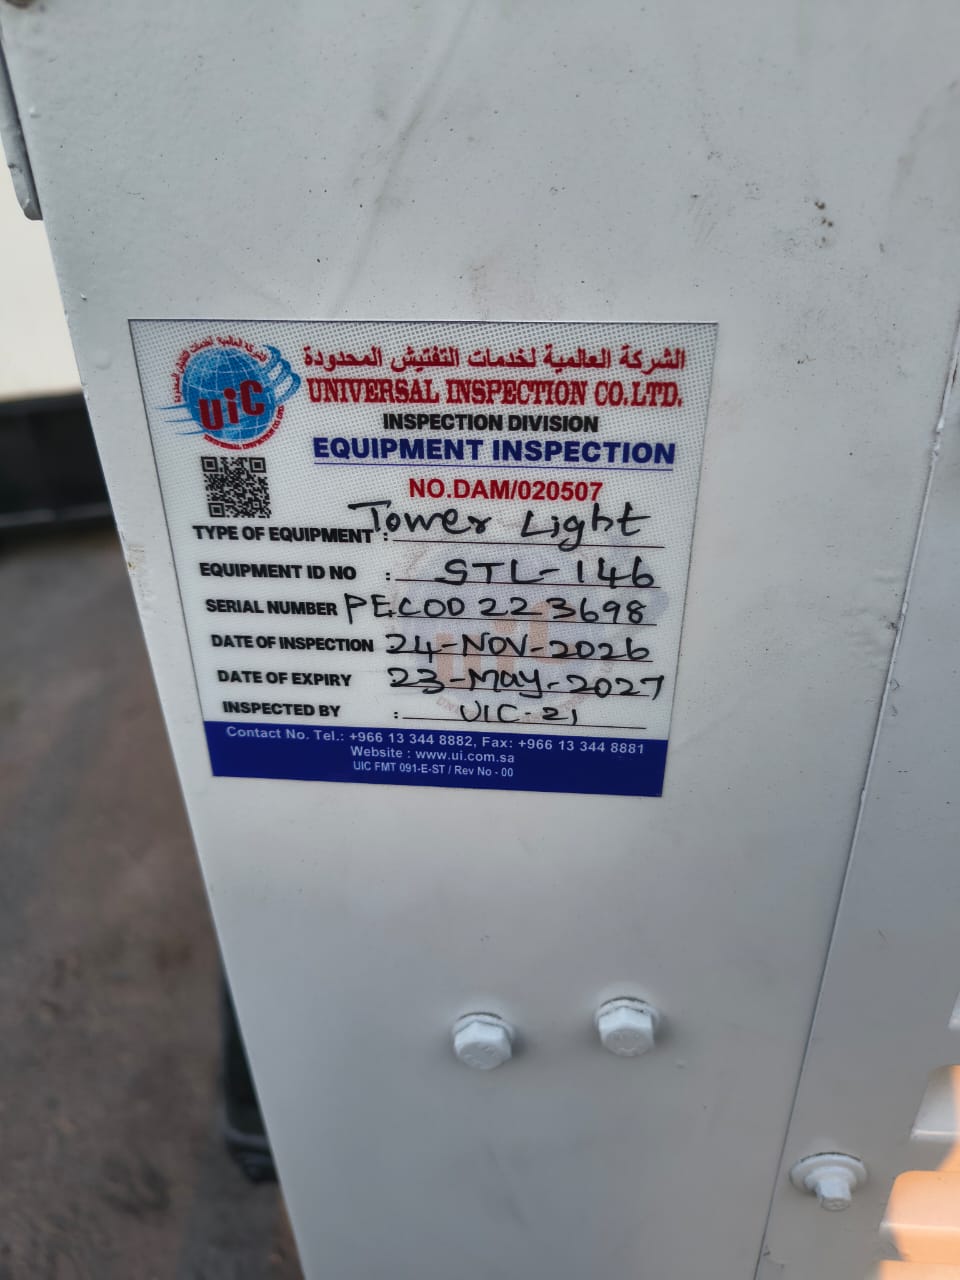 الشركة العالمية لخدمات التفتيش المحدودة
UiC
UNIVERSAL INSPECTION CO.LTD.
INSPECTION DIVISION
EQUIPMENT INSPECTION
NO.DAM/020507
TYPE OF EQUIPMENT : Tower Light
EQUIPMENT ID NO : STL-146
SERIAL NUMBER PECOD223698
DATE OF INSPECTION 24-NOV-2026
DATE OF EXPIRY 23-May-2027
INSPECTED BY : UIC-21
Contact No. Tel.: +966 13 344 8882, Fax: +966 13 344 8881
Website : www.ui.com.sa
UIC FMT 091-E-ST / Rev No - 00